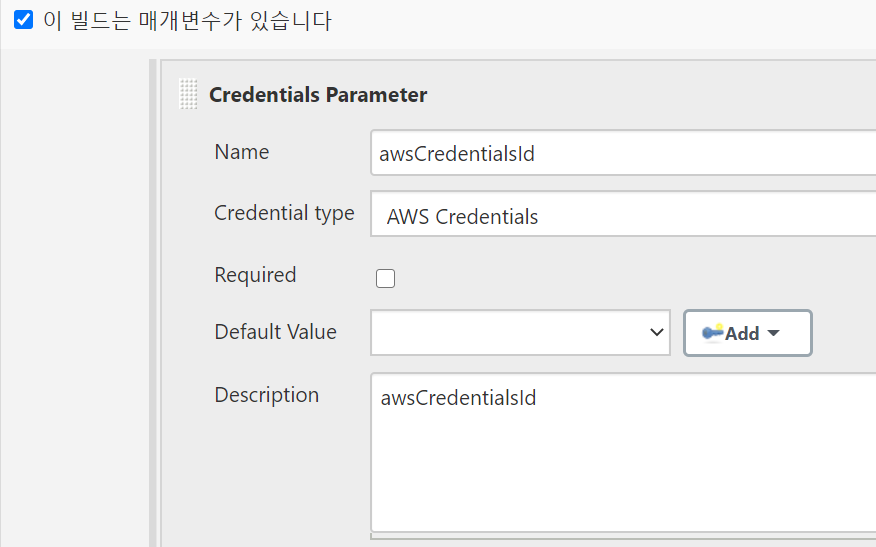 이 빌드는 매개변수가 있습니다
Credentials Parameter
Name awsCredentialsId
Credential type AWS Credentials
Required
Default Value Add
Description awsCredentialsId